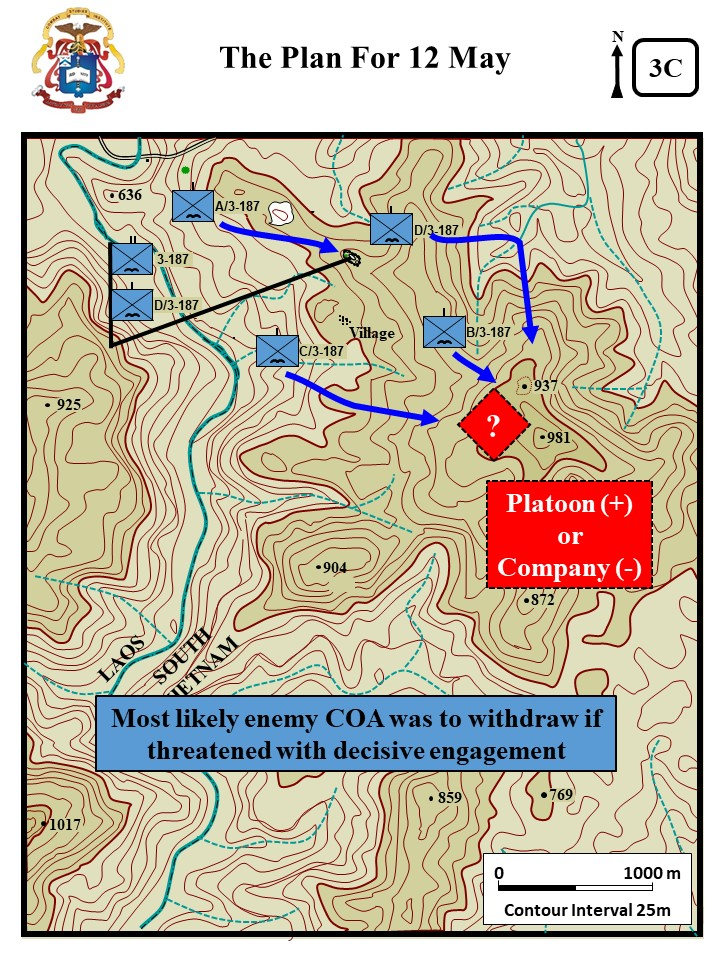 The Plan For 12 May
N
3C
636
A/3-187
D/3-187
3-187
D/3-187
Village
B/3-187
C/3-187
937
925
?
981
Platoon (+)
or
Company (-)
904
872
LAOS
SOUTH
VIETNAM
Most likely enemy COA was to withdraw if
threatened with decisive engagement
859
769
1017
0 1000 m
Contour Interval 25m